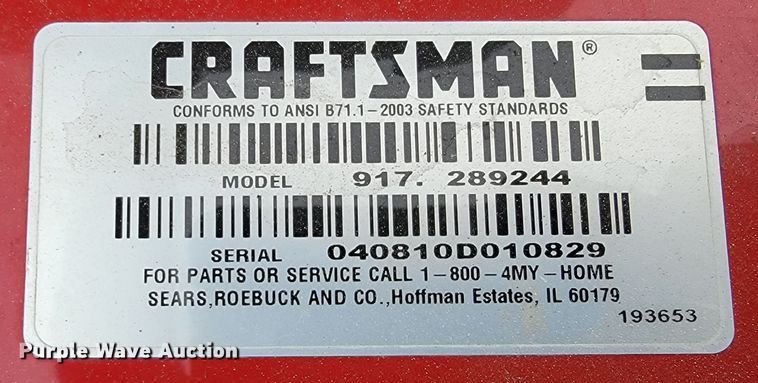 CRAFTSMAN®
CONFORMS TO ANSI B71.1-2003 SAFETY STANDARDS
MODEL 917. 289244
SERIAL 040810D010829
FOR PARTS OR SERVICE CALL 1-800-4MY-HOME
SEARS,ROEBUCK AND CO.,Hoffman Estates, IL 60179
193653
Purple Wave Auction